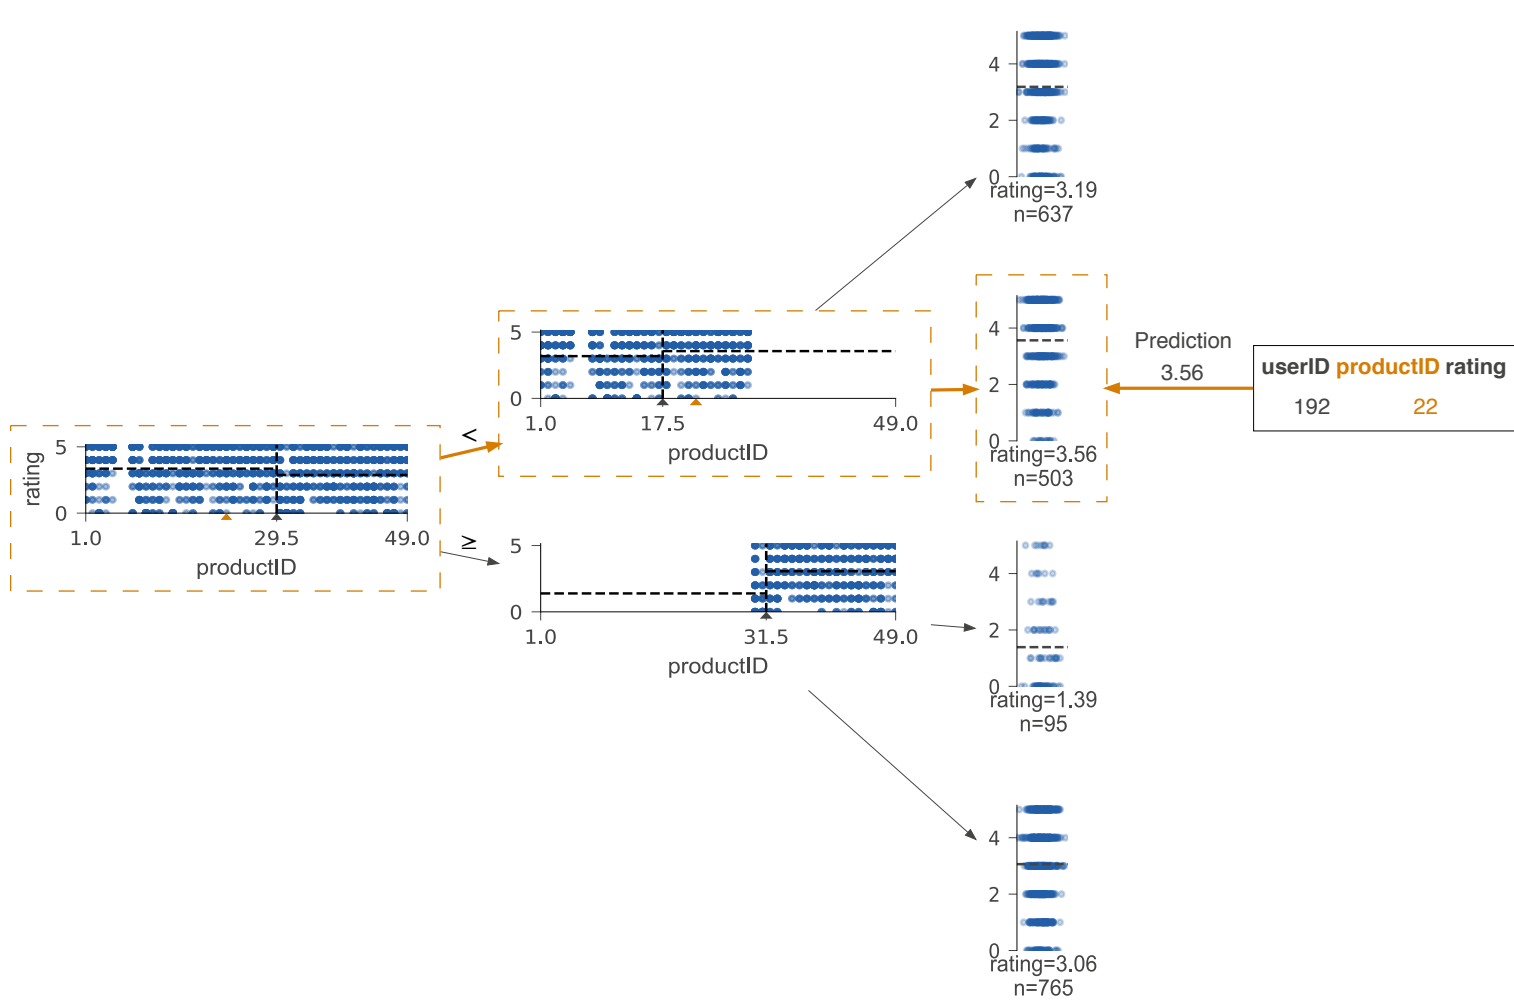 4
2
0
rating=3.19
n=637
4
2
0
rating=3.56
n=503
Prediction
3.56
userID productID rating
192 22
5
0
1.0 17.5 49.0
productID
<
rating
5
0
1.0 29.5 49.0
productID
≥
5
0
1.0 31.5 49.0
productID
4
2
0
rating=1.39
n=95
4
2
0
rating=3.06
n=765